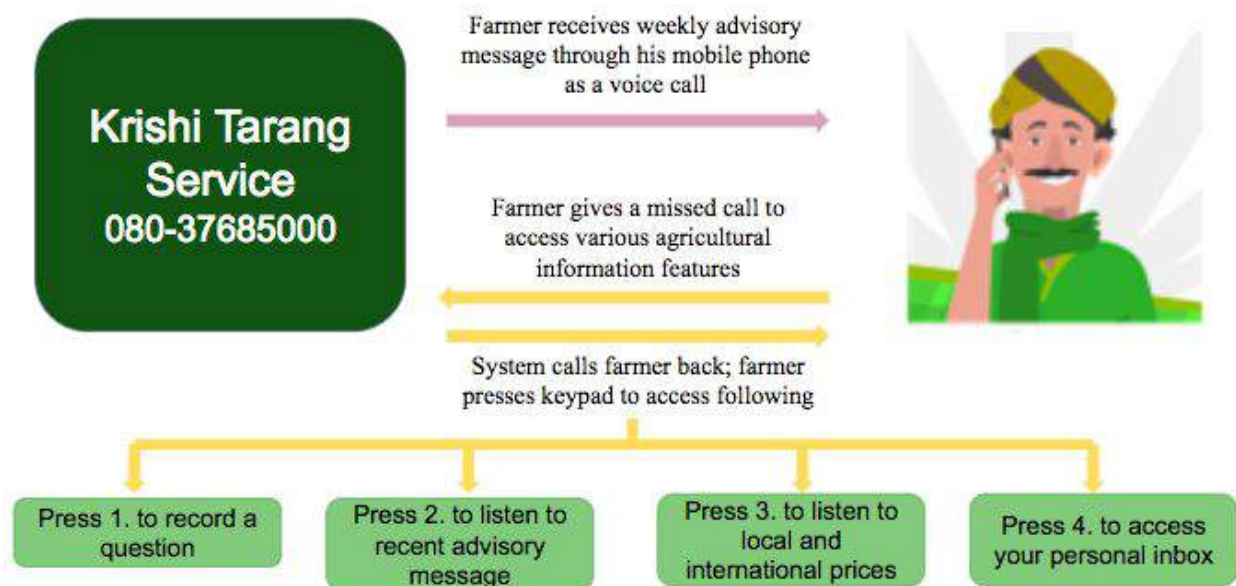 Farmer receives weekly advisory
message through his mobile phone
as a voice call
Krishi Tarang
Service
080-37685000
Farmer gives a missed call to
access various agricultural
information features
System calls farmer back; farmer
presses keypad to access following
Press 1. to record a
question
Press 2. to listen to
recent advisory
message
Press 3. to listen to
local and
international prices
Press 4. to access
your personal inbox